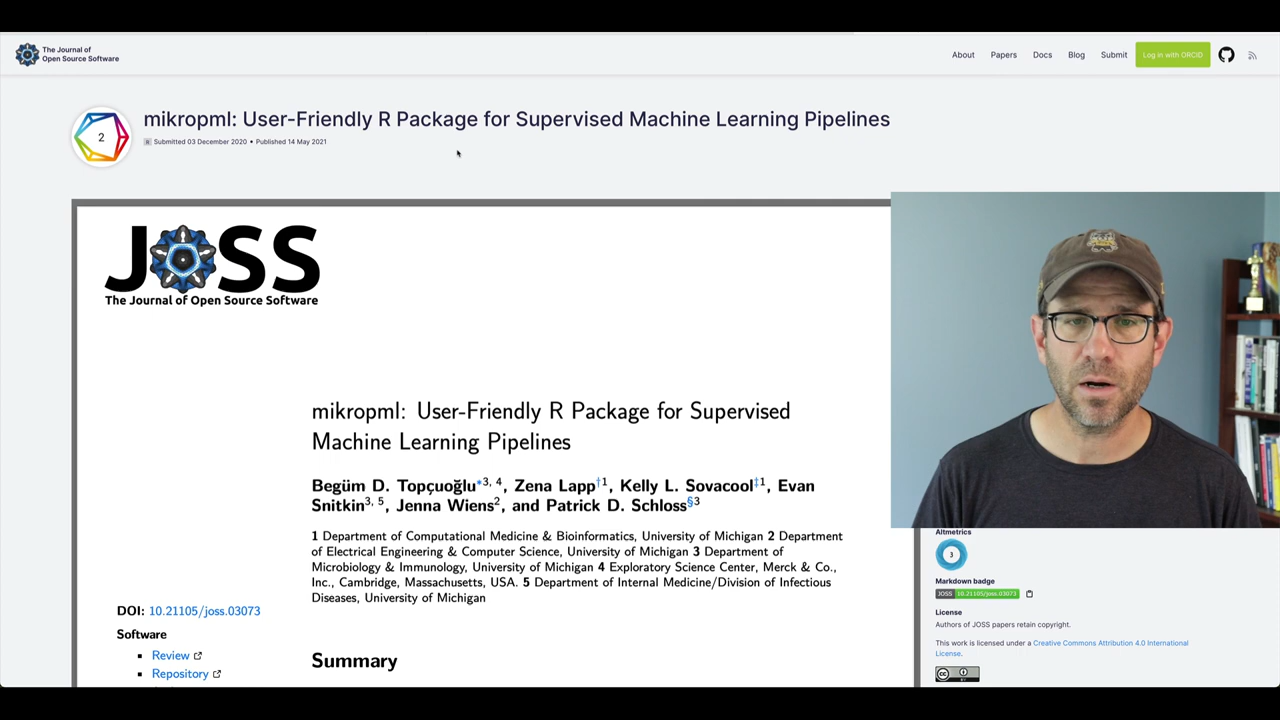 The Journal of
Open Source Software
About Papers Docs Blog Submit Log in with ORCID
2
mikropml: User-Friendly R Package for Supervised Machine Learning Pipelines
Submitted 03 December 2020 • Published 14 May 2021
JOSS
The Journal of Open Source Software
mikropml: User-Friendly R Package for Supervised
Machine Learning Pipelines
Begüm D. Topçuoğlu*3, 4, Zena Lapp†1, Kelly L. Sovacool‡1, Evan
Snitkin3, 5, Jenna Wiens2, and Patrick D. Schloss§3
1 Department of Computational Medicine & Bioinformatics, University of Michigan 2 Department
of Electrical Engineering & Computer Science, University of Michigan 3 Department of
Microbiology & Immunology, University of Michigan 4 Exploratory Science Center, Merck & Co.,
Inc., Cambridge, Massachusetts, USA. 5 Department of Internal Medicine/Division of Infectious
Diseases, University of Michigan
DOI: 10.21105/joss.03073
Software
Review
Repository
Summary
Altmetrics
3
Markdown badge
JOSS 10.21105/joss.03073
License
Authors of JOSS papers retain copyright.
This work is licensed under a Creative Commons Attribution 4.0 International
License.
cc
BY